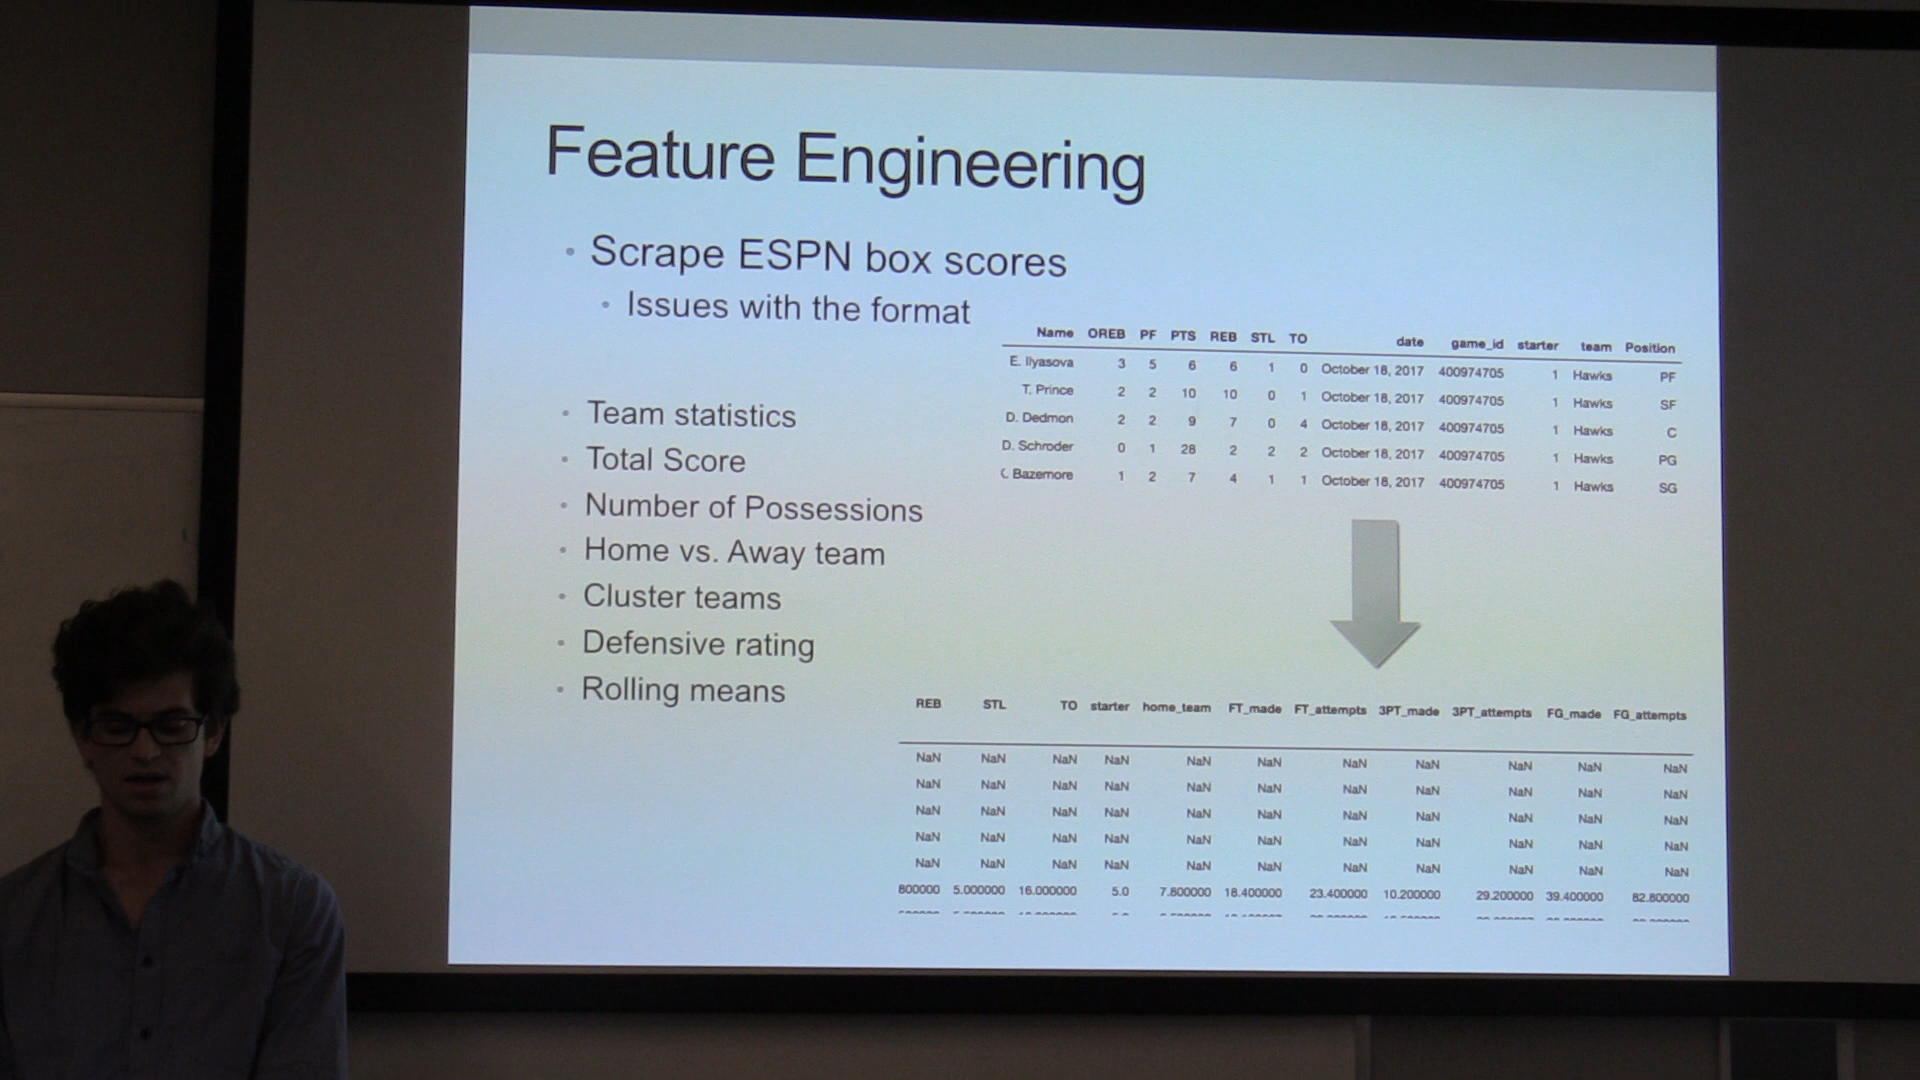 Feature Engineering
• Scrape ESPN box scores
• Issues with the format
Name OREB PF PTS REB STL TO date game_id starter team Position
E. Ilyasova 3 5 6 6 1 0 October 18, 2017 400974705 1 Hawks PF
T. Prince 2 2 10 10 0 1 October 18, 2017 400974705 1 Hawks SF
D. Dedmon 2 2 9 7 0 4 October 18, 2017 400974705 1 Hawks C
D. Schroder 0 1 28 2 2 2 October 18, 2017 400974705 1 Hawks PG
Bazemore 1 2 7 4 1 1 October 18, 2017 400974705 1 Hawks SG
• Team statistics
• Total Score
• Number of Possessions
• Home vs. Away team
• Cluster teams
• Defensive rating
• Rolling means
REB STL TO starter home_team FT_made FT_attempts 3PT_made 3PT_attempts FG_made FG_attempts
NaN NaN NaN NaN NaN NaN NaN NaN NaN NaN NaN
NaN NaN NaN NaN NaN NaN NaN NaN NaN NaN NaN
NaN NaN NaN NaN NaN NaN NaN NaN NaN NaN NaN
NaN NaN NaN NaN NaN NaN NaN NaN NaN NaN NaN
NaN NaN NaN NaN NaN NaN NaN NaN NaN NaN NaN
800000 5.000000 16.000000 5.0 7.800000 18.400000 23.400000 10.200000 29.200000 39.400000 82.800000